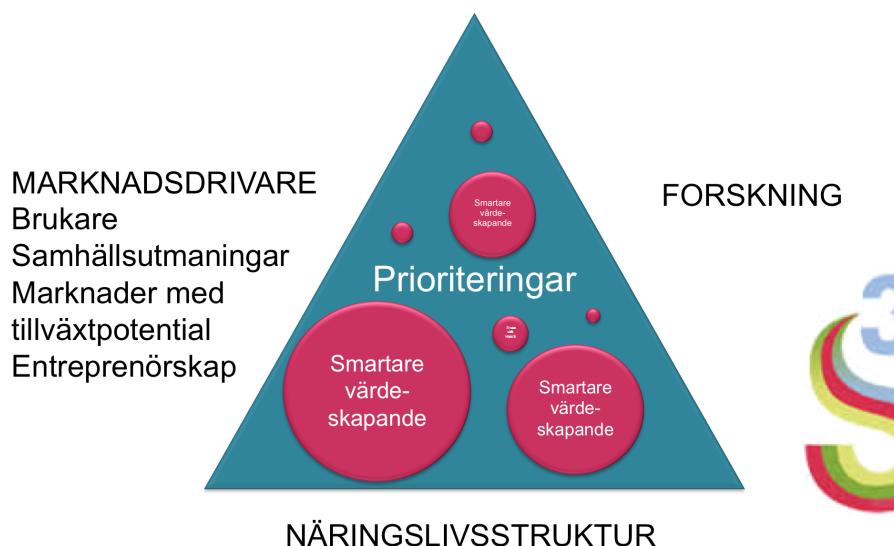 MARKNADSDRIVARE
Brukare
Samhällsutmaningar
Marknader med
tillväxtpotential
Entreprenörskap
FORSKNING
Smartare
värde-
skapande
Prioriteringar
Smartare
värde-
skapande
Smartare
värde-
skapande
NÄRINGSLIVSSTRUKTUR
3
S